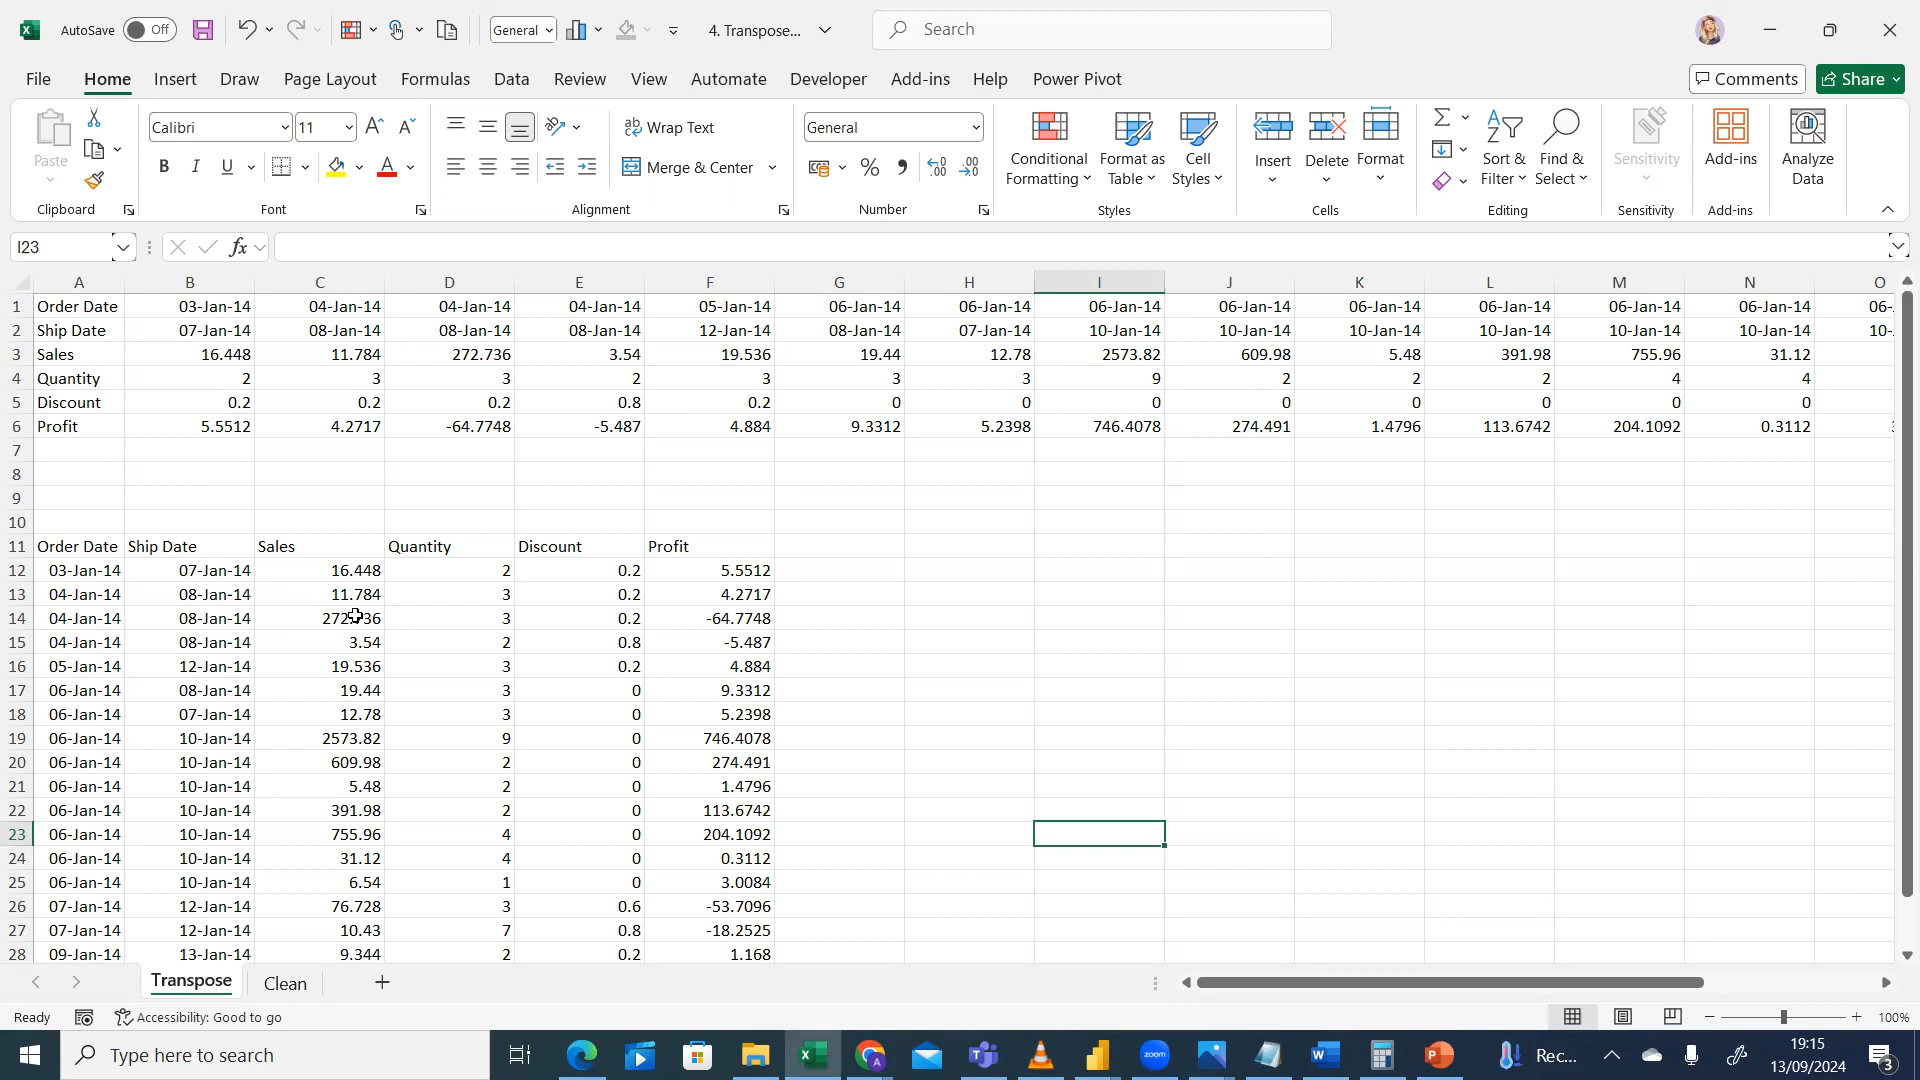 AutoSave Off General 4. Transpose... Search
File Home Insert Draw Page Layout Formulas Data Review View Automate Developer Add-ins Help Power Pivot Comments Share
Paste Calibri 11 Wrap Text General Conditional Formatting Format as Table Cell Styles Insert Delete Format Sort & Filter Find & Select Sensitivity Add-ins Analyze Data
B I U Merge & Center % 
Clipboard Font Alignment Number Styles Cells Editing Sensitivity Add-ins
I23 fx
A B C D E F G H I J K L M N O
1 Order Date 03-Jan-14 04-Jan-14 04-Jan-14 04-Jan-14 05-Jan-14 06-Jan-14 06-Jan-14 06-Jan-14 06-Jan-14 06-Jan-14 06-Jan-14 06-Jan-14 06-Jan-14
2 Ship Date 07-Jan-14 08-Jan-14 08-Jan-14 08-Jan-14 12-Jan-14 08-Jan-14 07-Jan-14 10-Jan-14 10-Jan-14 10-Jan-14 10-Jan-14 10-Jan-14 10-Jan-14
3 Sales 16.448 11.784 272.736 3.54 19.536 19.44 12.78 2573.82 609.98 5.48 391.98 755.96 31.12
4 Quantity 2 3 3 2 3 3 3 9 2 2 2 4 4
5 Discount 0.2 0.2 0.2 0.8 0.2 0 0 0 0 0 0 0 0
6 Profit 5.5512 4.2717 -64.7748 -5.487 4.884 9.3312 5.2398 746.4078 274.491 1.4796 113.6742 204.1092 0.3112
7
8
9
10
11 Order Date Ship Date Sales Quantity Discount Profit
12 03-Jan-14 07-Jan-14 16.448 2 0.2 5.5512
13 04-Jan-14 08-Jan-14 11.784 3 0.2 4.2717
14 04-Jan-14 08-Jan-14 272.736 3 0.2 -64.7748
15 04-Jan-14 08-Jan-14 3.54 2 0.8 -5.487
16 05-Jan-14 12-Jan-14 19.536 3 0.2 4.884
17 06-Jan-14 08-Jan-14 19.44 3 0 9.3312
18 06-Jan-14 07-Jan-14 12.78 3 0 5.2398
19 06-Jan-14 10-Jan-14 2573.82 9 0 746.4078
20 06-Jan-14 10-Jan-14 609.98 2 0 274.491
21 06-Jan-14 10-Jan-14 5.48 2 0 1.4796
22 06-Jan-14 10-Jan-14 391.98 2 0 113.6742
23 06-Jan-14 10-Jan-14 755.96 4 0 204.1092
24 06-Jan-14 10-Jan-14 31.12 4 0 0.3112
25 06-Jan-14 10-Jan-14 6.54 1 0 3.0084
26 07-Jan-14 12-Jan-14 76.728 3 0.6 -53.7096
27 07-Jan-14 12-Jan-14 10.43 7 0.8 -18.2525
28 09-Jan-14 13-Jan-14 9.344 2 0.2 1.168
Transpose Clean
Ready Accessibility: Good to go 100%
Type here to search zoom Rec... 19:15
13/09/2024 3